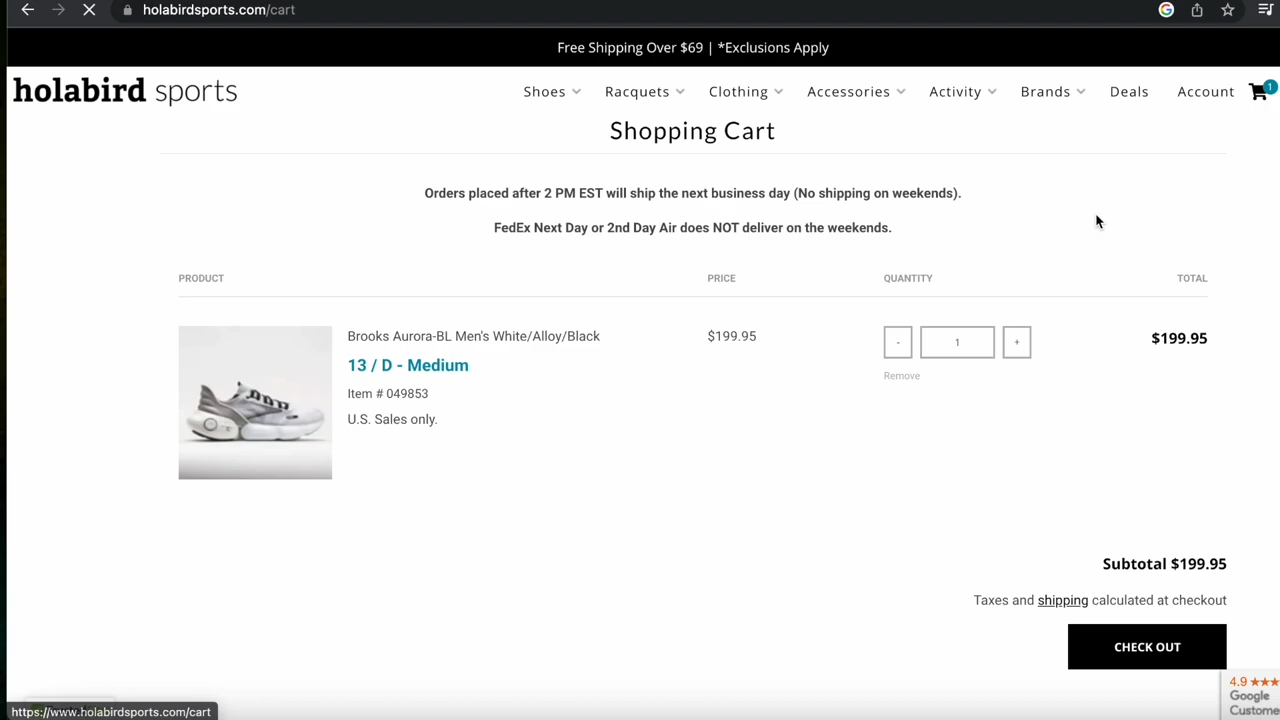 holabirdsports.com/cart
Free Shipping Over $69 | *Exclusions Apply
holabird sports
Shoes Racquets Clothing Accessories Activity Brands Deals Account 1
Shopping Cart
Orders placed after 2 PM EST will ship the next business day (No shipping on weekends).
FedEx Next Day or 2nd Day Air does NOT deliver on the weekends.
PRODUCT PRICE QUANTITY TOTAL
Brooks Aurora-BL Men's White/Alloy/Black $199.95 - 1 + $199.95
13 / D - Medium
Remove
Item # 049853
U.S. Sales only.
Subtotal $199.95
Taxes and shipping calculated at checkout
CHECK OUT
4.9 ★★★
Google
Custome
https://www.holabirdsports.com/cart